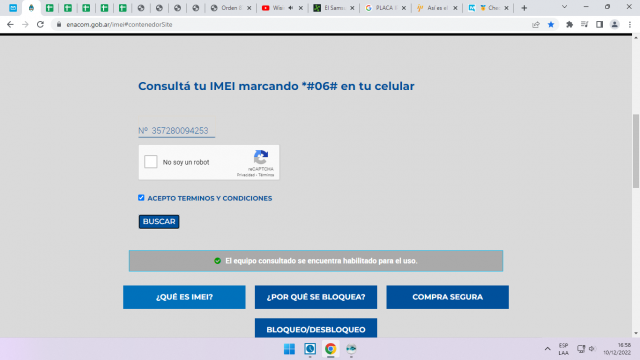 Orden E
Wis
El Sams
PLACA I
Así es el
Che
enacom.gob.ar/imei#contenedorSite
Consultá tu IMEI marcando *#06# en tu celular
Nº 357280094253
No soy un robot
reCAPTCHA
Privacidad - Términos
ACEPTO TERMINOS Y CONDICIONES
BUSCAR
El equipo consultado se encuentra habilitado para el uso.
¿QUÉ ES IMEI?
¿POR QUÉ SE BLOQUEA?
COMPRA SEGURA
BLOQUEO/DESBLOQUEO
ESP
LAA
16:58
10/12/2022